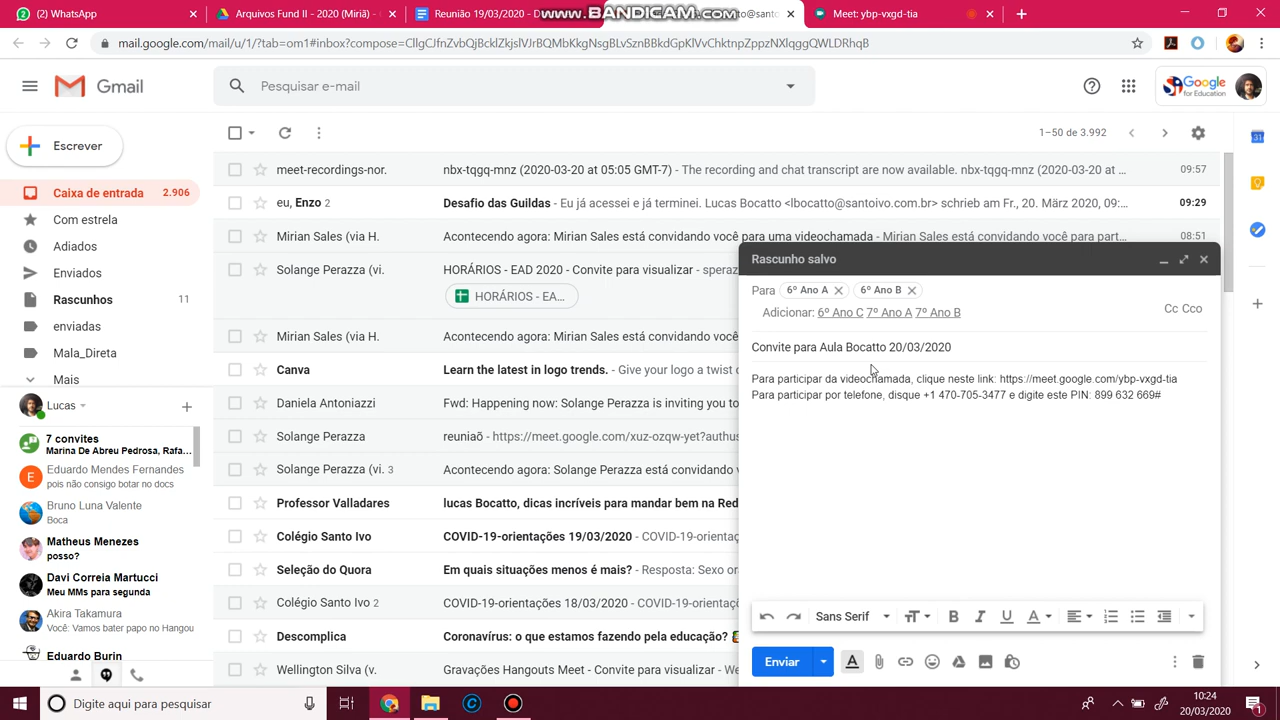 WhatsApp
Arquivos Fund II - 2020 (Miriã)
Reunião 19/03/2020 - D
www.BANDICAM.com
to@santo
Meet: ybp-vxgd-tia
mail.google.com/mail/u/1/?tab=om1#inbox?compose=CllgCJfnZvbOjBcklZkjslVJJTQMbKkgNsgBLvSznBBkdGpKlVvChktnpZppzNXlqggQWLDRhqB
Gmail
Pesquisar e-mail
Google
for Education
Escrever
1–50 de 3.992
Caixa de entrada 2.906
Com estrela
Adiados
Enviados
Rascunhos 11
enviadas
Mala_Direta
Mais
Lucas
7 convites
Marina De Abreu Pedrosa, Rafa...
Eduardo Mendes Fernandes
pois não consigo botar no docs
Bruno Luna Valente
Boca
Matheus Menezes
posso?
Davi Correia Martucci
Meu MMs para segunda
Akira Takamura
Você: Vamos bater papo no Hangou
Eduardo Burin
meet-recordings-nor. nbx-tqgq-mnz (2020-03-20 at 05:05 GMT-7) - The recording and chat transcript are now available. nbx-tqgq-mnz (2020-03-20 at ... 09:57
eu, Enzo 2 Desafio das Guildas - Eu já acessei e já terminei. Lucas Bocatto <lbocatto@santoivo.com.br> schrieb am Fr., 20. März 2020, 09:... 09:29
Mirian Sales (via H. Acontecendo agora: Mirian Sales está convidando você para uma videochamada - Mirian Sales está convidando você para part... 08:51
Solange Perazza (vi. HORÁRIOS - EAD 2020 - Convite para visualizar - speraz
HORÁRIOS - EA...
Mirian Sales (via H. Acontecendo agora: Mirian Sales está convidando você
Canva Learn the latest in logo trends. - Give your logo a twist
Daniela Antoniazzi Fwd: Happening now: Solange Perazza is inviting you to
Solange Perazza reuniaõ - https://meet.google.com/xuz-ozqw-yet?authus
Solange Perazza (vi. 3 Acontecendo agora: Solange Perazza está convidando v
Professor Valladares lucas Bocatto, dicas incríveis para mandar bem na Red
Colégio Santo Ivo COVID-19-orientações 19/03/2020 - COVID-19-orientaç
Seleção do Quora Em quais situações menos é mais? - Resposta: Sexo or
Colégio Santo Ivo 2 COVID-19-orientações 18/03/2020 - COVID-19-orientaçõ
Descomplica Coronavírus: o que estamos fazendo pela educação?
Wellington Silva (v. Gravações Hangouts Meet - Convite para visualizar -
Rascunho salvo
Para 6º Ano A 6º Ano B
Adicionar: 6º Ano C 7º Ano A 7º Ano B
Cc Cco
Convite para Aula Bocatto 20/03/2020
Para participar da videochamada, clique neste link: https://meet.google.com/ybp-vxgd-tia
Para participar por telefone, disque +1 470-705-3477 e digite este PIN: 899 632 669#
Sans Serif
Enviar
Digite aqui para pesquisar
10:24
20/03/2020